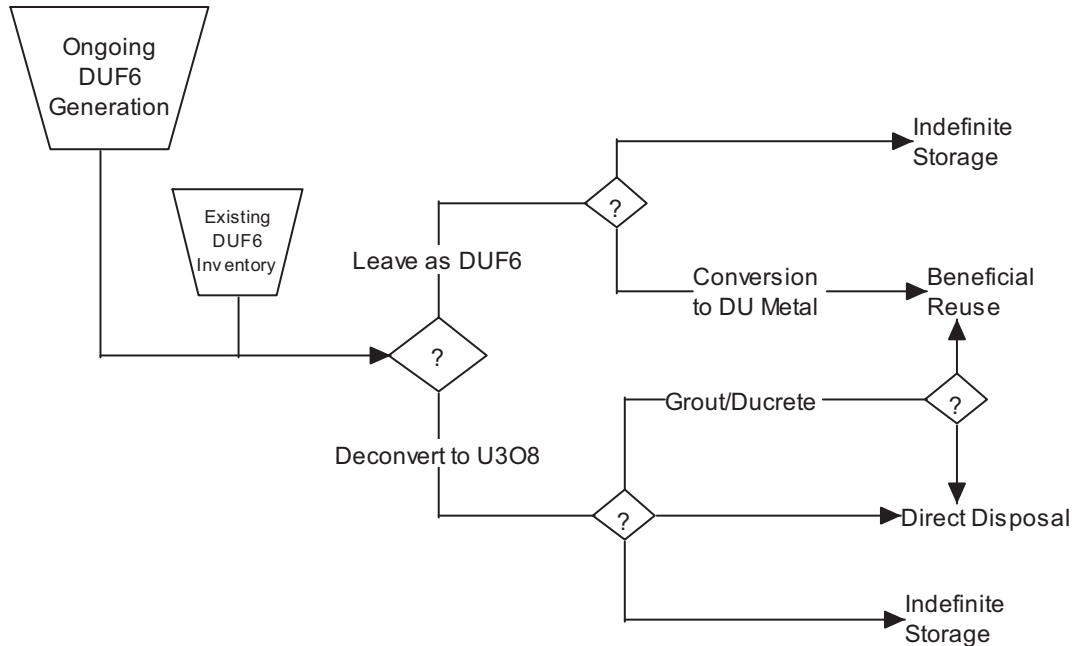 Ongoing
DUF6
Generation
Indefinite
Storage
Existing
DUF6
Inventory
?
Leave as DUF6
Conversion
to DU Metal
Beneficial
Reuse
?
Grout/Ducrete
?
Deconvert to U3O8
?
Direct Disposal
Indefinite
Storage